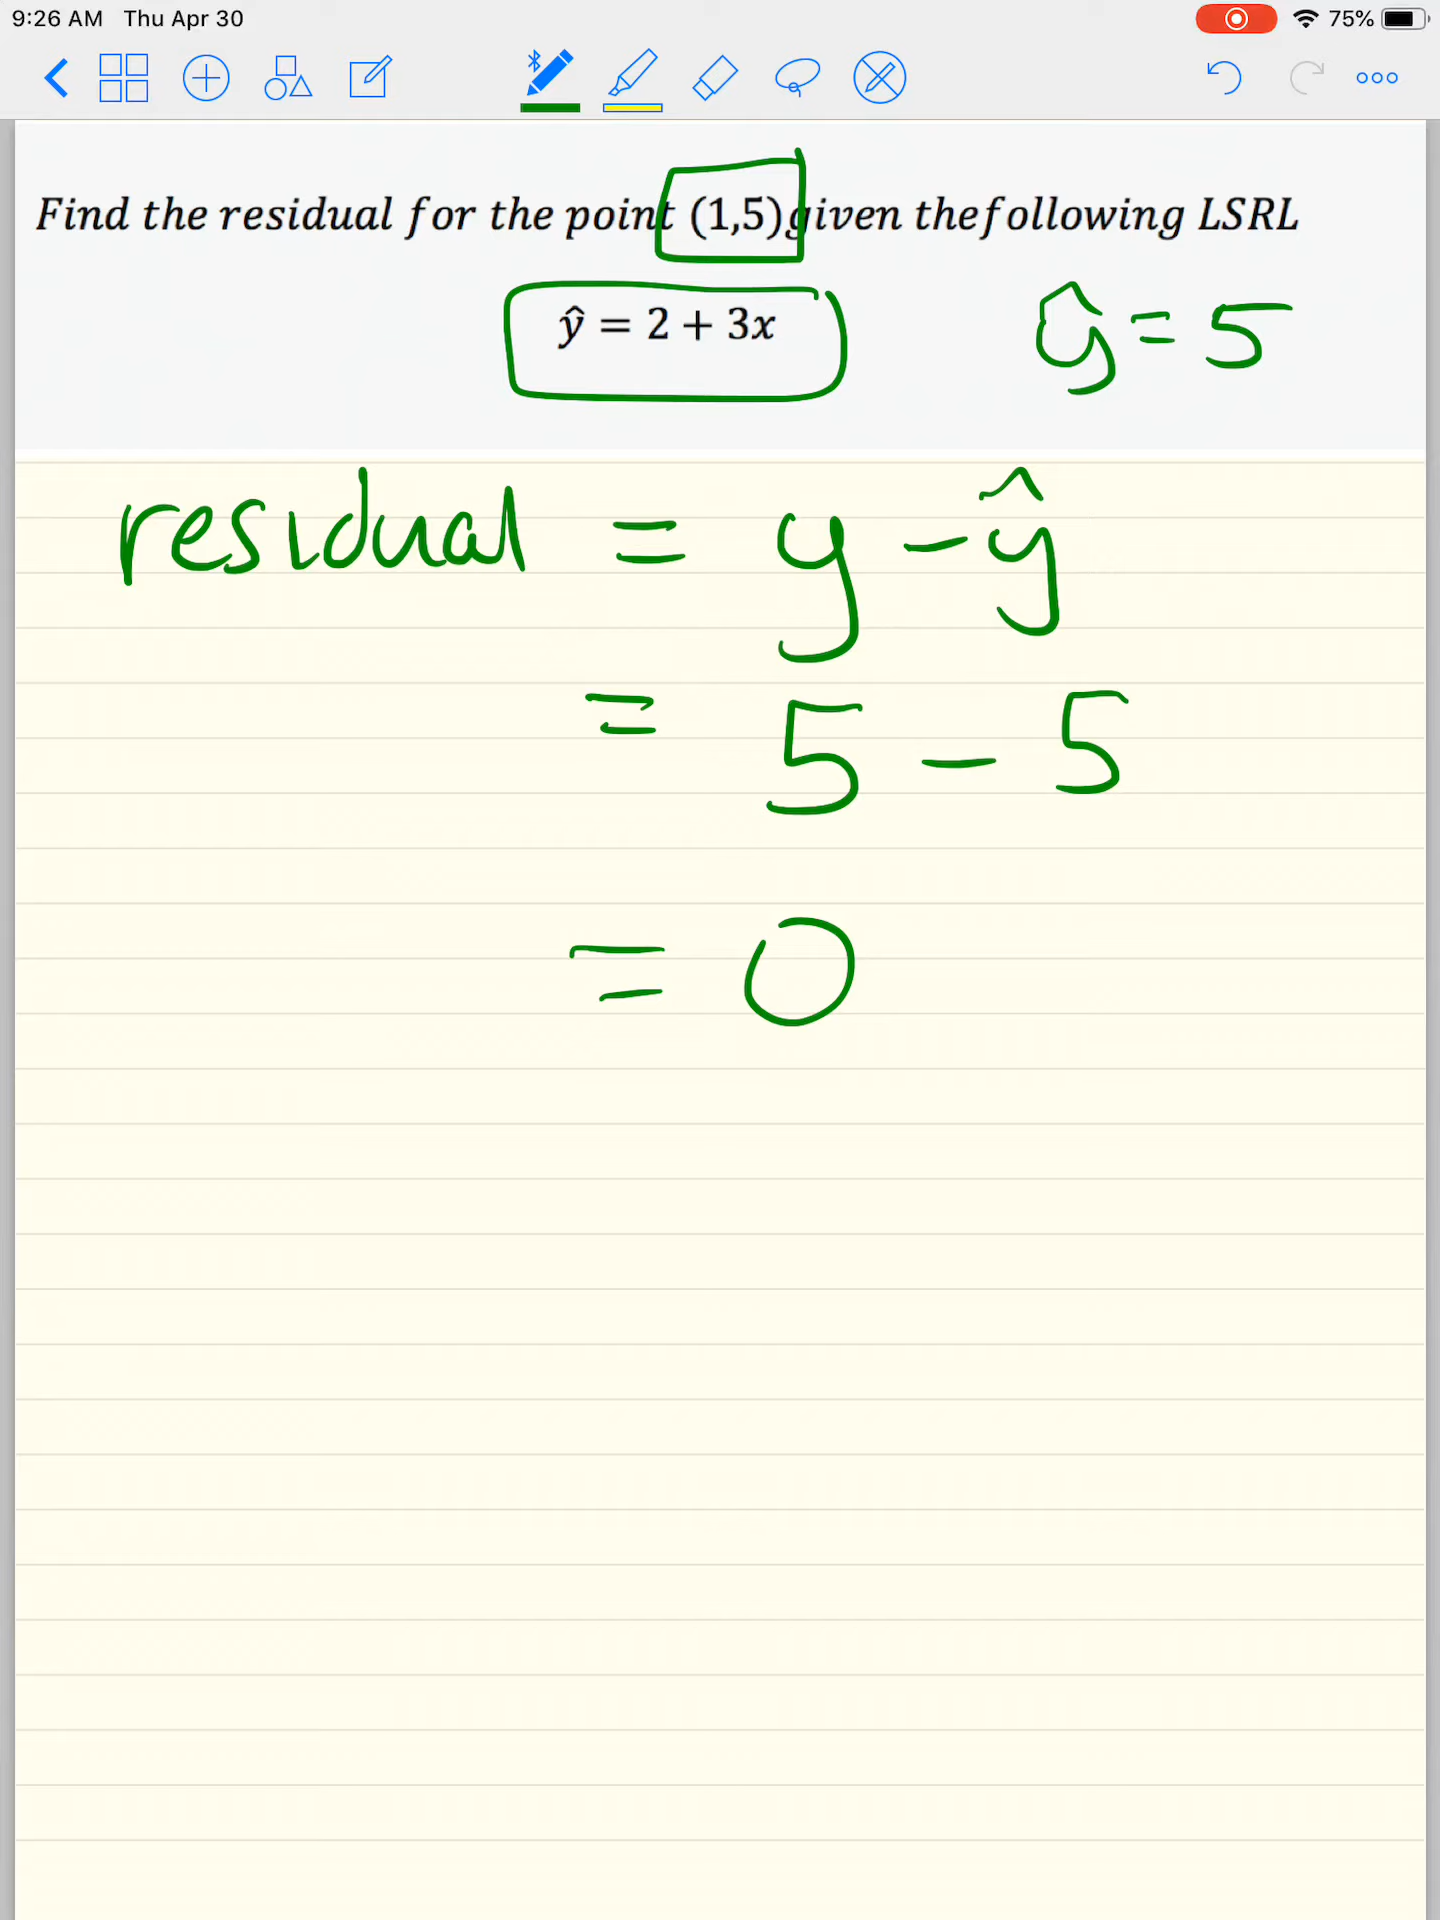 9:26 AM Thu Apr 30 75%
Find the residual for the point (1,5)given thefollowing LSRL
ŷ = 2 + 3x
ŷ = 5
residual = y - ŷ
= 5 - 5
= 0